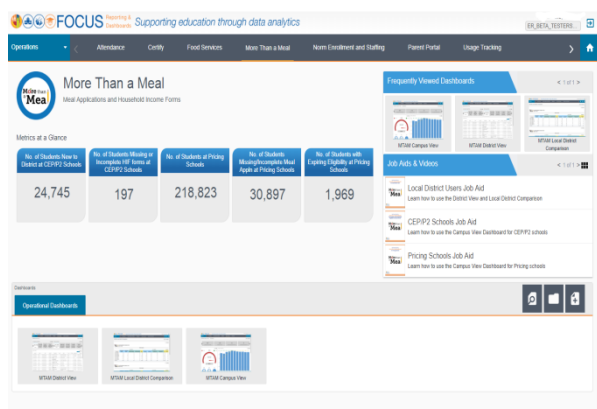 FOCUS Reporting & Dashboards Supporting education through data analytics
ER_BETA_TESTERS...
Operations
Attendance Certify Food Services More Than a Meal Norm Enrollment and Staffing Parent Portal Usage Tracking
More than a Meal
More Than a Meal
Meal Applications and Household Income Forms
Metrics at a Glance
No. of Students New to District at CEP/P2 Schools
24,745
No. of Students Missing or Incomplete HIF forms at CEP/P2 Schools
197
No. of Students at Pricing Schools
218,823
No. of Students Missing/Incomplete Meal Appls at Pricing Schools
30,897
No. of Students with Expiring Eligibility at Pricing Schools
1,969
Frequently Viewed Dashboards
< 1 of 1 >
MTAM Campus View
MTAM District View
MTAM Local District Comparison
Job Aids & Videos
< 1 of 1 >
Local District Users Job Aid
Learn how to use the District View and Local District Comparison
CEP/P2 Schools Job Aid
Learn how to use the Campus View Dashboard for CEP/P2 schools
Pricing Schools Job Aid
Learn how to use the Campus View Dashboard for Pricing schools
Dashboards
Operational Dashboards
MTAM District View
MTAM Local District Comparison
MTAM Campus View